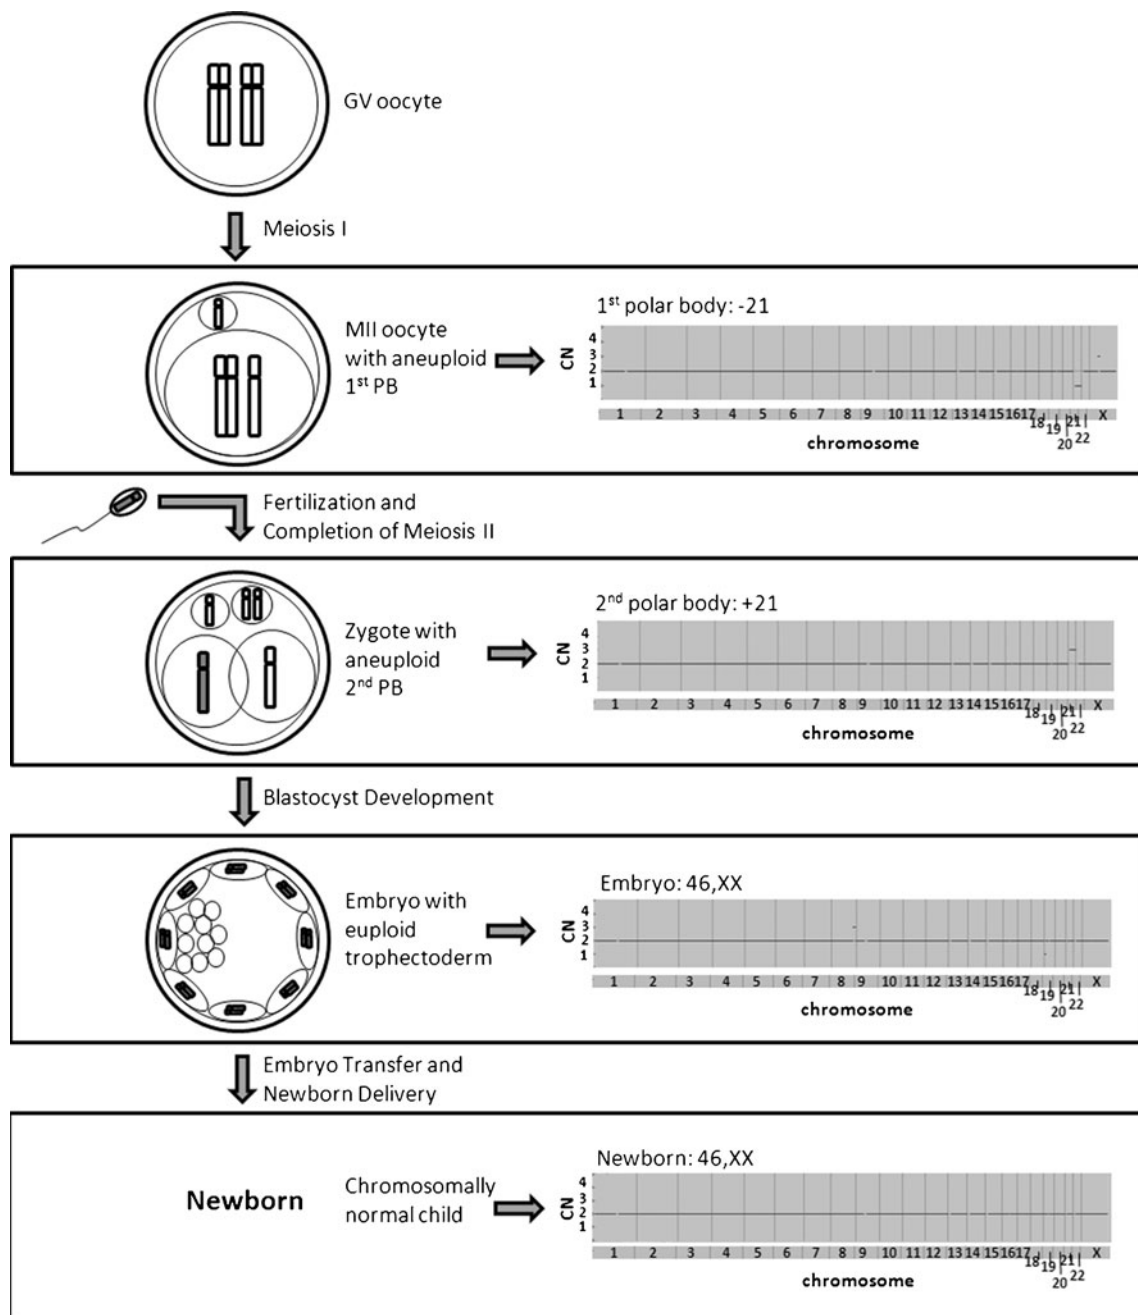 GV oocyte
Meiosis I
MII oocyte
with aneuploid
1st PB
1st polar body: -21
CN
4
3
2
1
1 2 3 4 5 6 7 8 9 10 11 12 13 14 15 16 17 18 19 20 21 22 X
chromosome
Fertilization and
Completion of Meiosis II
Zygote with
aneuploid
2nd PB
2nd polar body: +21
CN
4
3
2
1
1 2 3 4 5 6 7 8 9 10 11 12 13 14 15 16 17 18 19 20 21 22 X
chromosome
Blastocyst Development
Embryo with
euploid
trophectoderm
Embryo: 46,XX
CN
4
3
2
1
1 2 3 4 5 6 7 8 9 10 11 12 13 14 15 16 17 18 19 20 21 22 X
chromosome
Embryo Transfer and
Newborn Delivery
Newborn
Chromosomally
normal child
Newborn: 46,XX
CN
4
3
2
1
1 2 3 4 5 6 7 8 9 10 11 12 13 14 15 16 17 18 19 20 21 22 X
chromosome